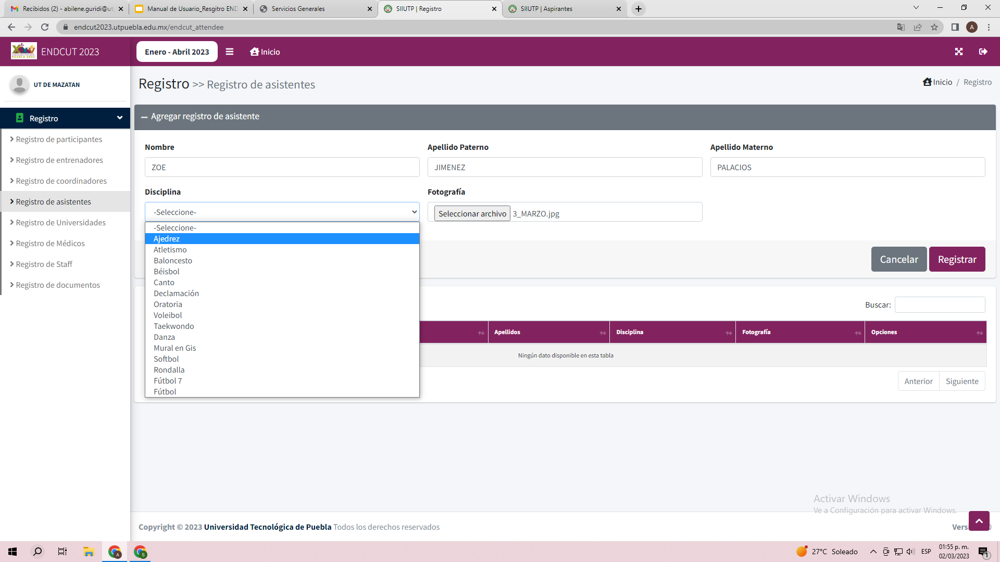 Recibidos (2) - abilene.guridi@ut
Manual de Usuario_Resgitro END
Servicios Generales
SIIUTP | Registro
SIIUTP | Aspirantes
endcut2023.utpuebla.edu.mx/endcut_attendee
A
ENDCUT 2023
Enero - Abril 2023
Inicio
UT DE MAZATAN
Registro >> Registro de asistentes
Inicio / Registro
Registro
Registro de participantes
Registro de entrenadores
Registro de coordinadores
Registro de asistentes
Registro de Universidades
Registro de Médicos
Registro de Staff
Registro de documentos
Agregar registro de asistente
Nombre
Apellido Paterno
Apellido Materno
ZOE
JIMENEZ
PALACIOS
Disciplina
Fotografía
-Seleccione-
Seleccionar archivo 3_MARZO.jpg
-Seleccione-
Ajedrez
Atletismo
Baloncesto
Béisbol
Canto
Declamación
Oratoria
Voleibol
Taekwondo
Danza
Mural en Gis
Softbol
Rondalla
Fútbol 7
Fútbol
Cancelar
Registrar
Buscar:
Apellidos
Disciplina
Fotografía
Opciones
Ningún dato disponible en esta tabla
Anterior
Siguiente
Activar Windows
Ve a Configuración para activar Windows.
Copyright © 2023 Universidad Tecnológica de Puebla Todos los derechos reservados
27°C Soleado
ESP
01:55 p. m.
02/03/2023
1